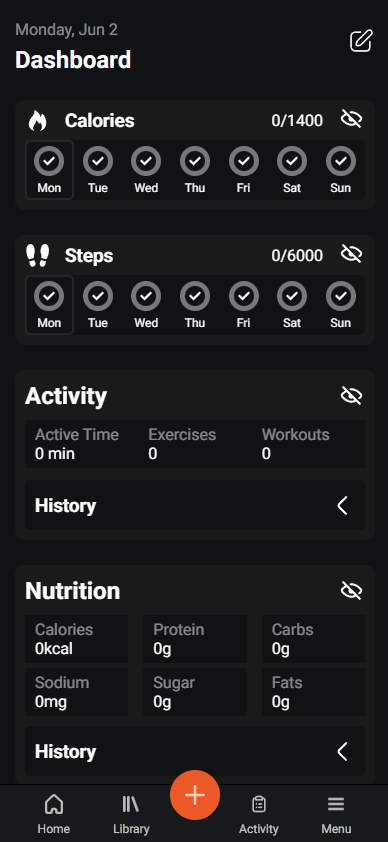 Monday, Jun 2
Dashboard
Calories 0/1400
Mon Tue Wed Thu Fri Sat Sun
Steps 0/6000
Mon Tue Wed Thu Fri Sat Sun
Activity
Active Time Exercises Workouts
0 min 0 0
History
Nutrition
Calories Protein Carbs
0kcal 0g 0g
Sodium Sugar Fats
0mg 0g 0g
History
Home Library Activity Menu